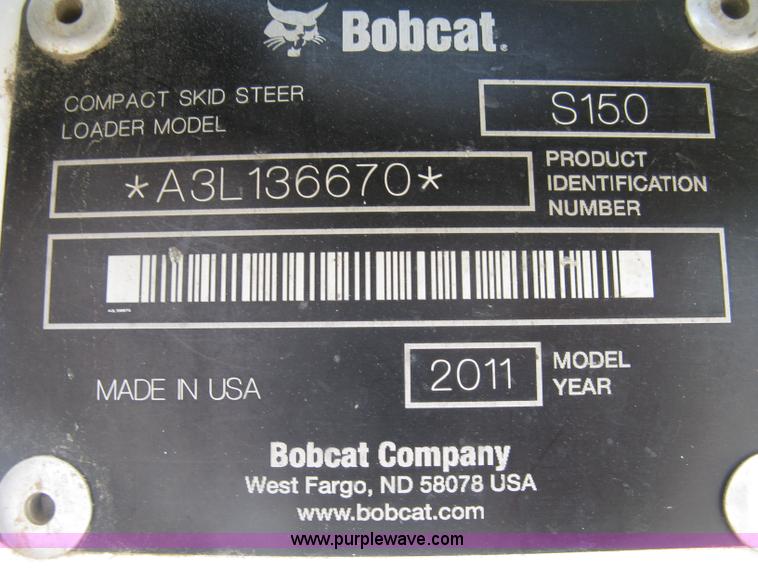 Bobcat.
COMPACT SKID STEER
LOADER MODEL
S150
*A3L136670*
PRODUCT
IDENTIFICATION
NUMBER
MADE IN USA
2011
MODEL
YEAR
Bobcat Company
West Fargo, ND 58078 USA
www.bobcat.com
www.purplewave.com